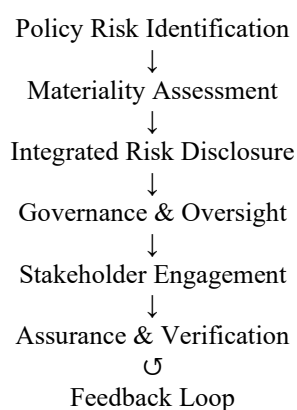 Policy Risk Identification
↓
Materiality Assessment
↓
Integrated Risk Disclosure
↓
Governance & Oversight
↓
Stakeholder Engagement
↓
Assurance & Verification
↺
Feedback Loop